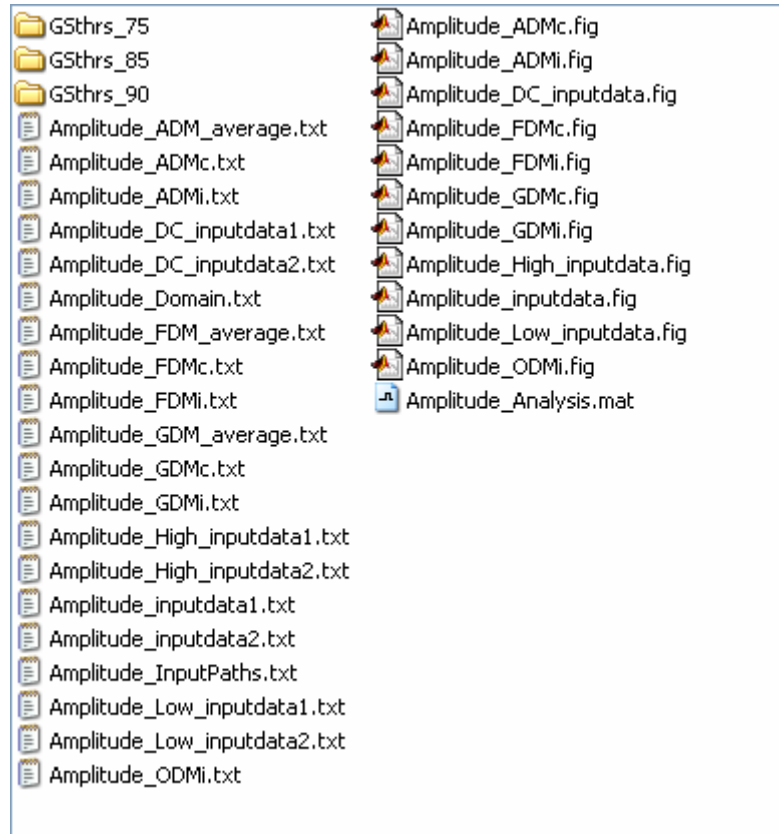 GSthrs_75
GSthrs_85
GSthrs_90
Amplitude_ADM_average.txt
Amplitude_ADMc.txt
Amplitude_ADMi.txt
Amplitude_DC_inputdata1.txt
Amplitude_DC_inputdata2.txt
Amplitude_Domain.txt
Amplitude_FDM_average.txt
Amplitude_FDMc.txt
Amplitude_FDMi.txt
Amplitude_GDM_average.txt
Amplitude_GDMc.txt
Amplitude_GDMi.txt
Amplitude_High_inputdata1.txt
Amplitude_High_inputdata2.txt
Amplitude_inputdata1.txt
Amplitude_inputdata2.txt
Amplitude_InputPaths.txt
Amplitude_Low_inputdata1.txt
Amplitude_Low_inputdata2.txt
Amplitude_ODMi.txt
Amplitude_ADMc.fig
Amplitude_ADMi.fig
Amplitude_DC_inputdata.fig
Amplitude_FDMc.fig
Amplitude_FDMi.fig
Amplitude_GDMc.fig
Amplitude_GDMi.fig
Amplitude_High_inputdata.fig
Amplitude_inputdata.fig
Amplitude_Low_inputdata.fig
Amplitude_ODMi.fig
Amplitude_Analysis.mat